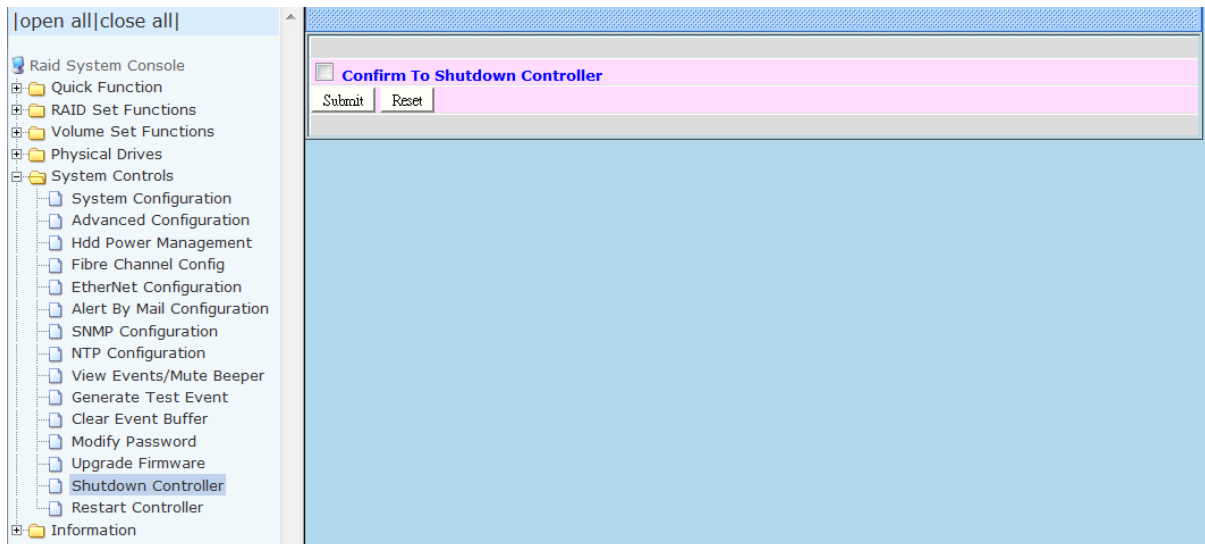 |open all|close all|
Raid System Console
Quick Function
RAID Set Functions
Volume Set Functions
Physical Drives
System Controls
System Configuration
Advanced Configuration
Hdd Power Management
Fibre Channel Config
EtherNet Configuration
Alert By Mail Configuration
SNMP Configuration
NTP Configuration
View Events/Mute Beeper
Generate Test Event
Clear Event Buffer
Modify Password
Upgrade Firmware
Shutdown Controller
Restart Controller
Information
Confirm To Shutdown Controller
Submit Reset